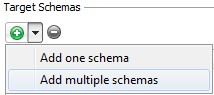 Target Schemas
Add one schema
Add multiple schemas